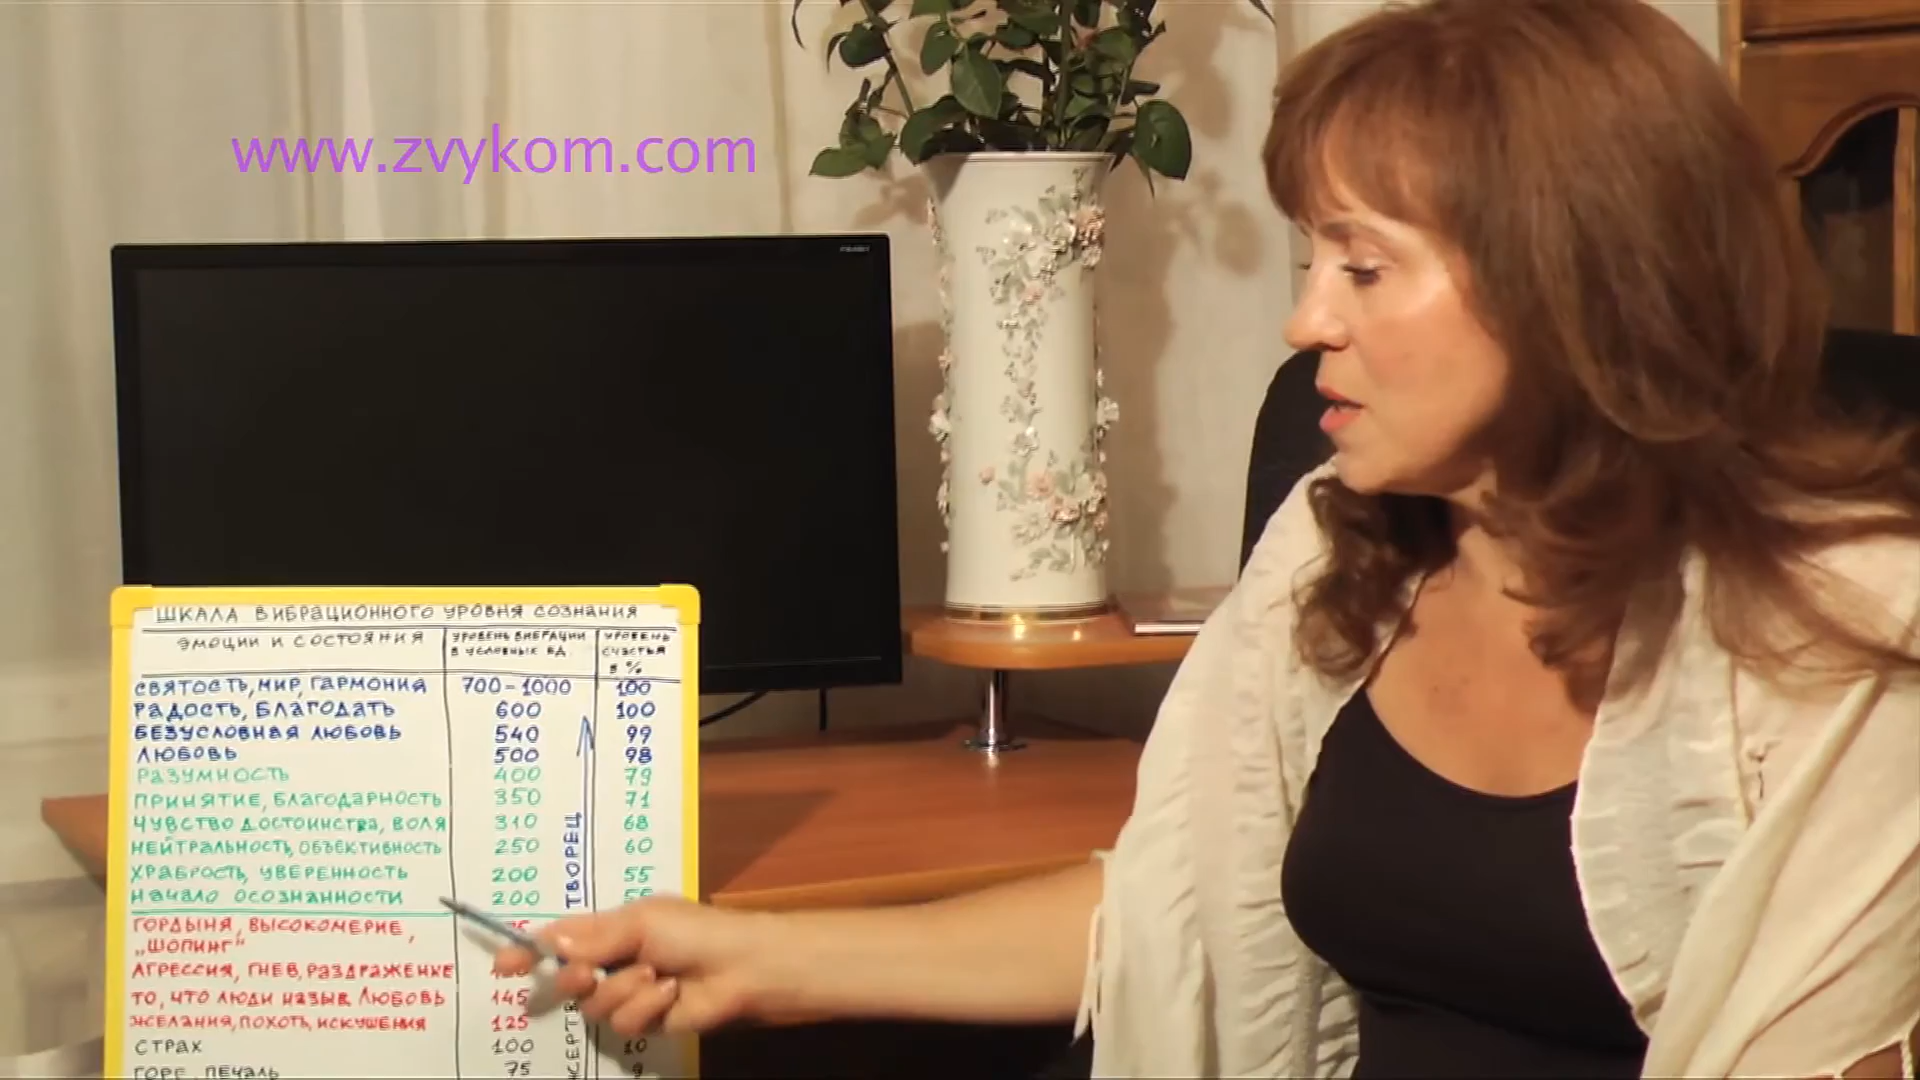 www.zvykom.com
ШКАЛА ВИБРАЦИОННОГО УРОВНЯ СОЗНАНИЯ
ЭМОЦИИ И СОСТОЯНИЯ
УРОВЕНЬ ВИБРАЦИИ
В УСЛОВНЫХ ЕД.
УРОВЕНЬ
СЧАСТЬЯ
В %
СВЯТОСТЬ, МИР, ГАРМОНИЯ 700-1000 100
РАДОСТЬ, БЛАГОДАТЬ 600 100
БЕЗУСЛОВНАЯ ЛЮБОВЬ 540 99
ЛЮБОВЬ 500 98
РАЗУМНОСТЬ 400 79
ПРИНЯТИЕ, БЛАГОДАРНОСТЬ 350 71
ЧУВСТВО ДОСТОИНСТВА, ВОЛЯ 310 68
НЕЙТРАЛЬНОСТЬ, ОБЪЕКТИВНОСТЬ 250 60
ХРАБРОСТЬ, УВЕРЕННОСТЬ 200 55
НАЧАЛО ОСОЗНАННОСТИ 200 55
ТВОРЕЦ
ГОРДЫНЯ, ВЫСОКОМЕРИЕ,
„ШОПИНГ"
АГРЕССИЯ, ГНЕВ, РАЗДРАЖЕНИЕ
ТО, ЧТО ЛЮДИ НАЗЫВ. ЛЮБОВЬ 145
ЖЕЛАНИЯ, ПОХОТЬ, ИСКУШЕНИЯ 125
СТРАХ 100 10
ГОРЕ, ПЕЧАЛЬ 75 9